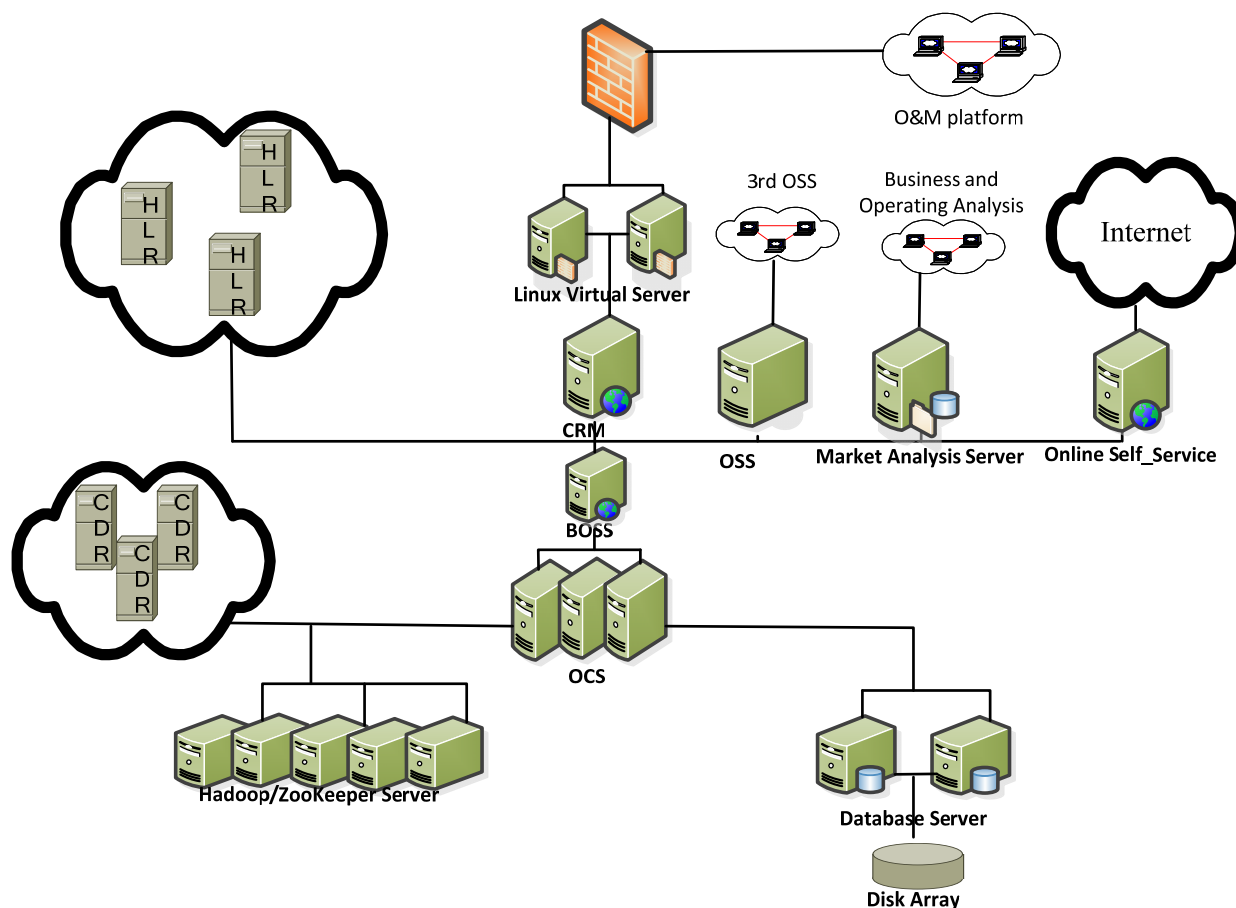 O&M platform
H
L
R
H
L
R
H
L
R
3rd OSS
Business and
Operating Analysis
Internet
Linux Virtual Server
CRM
OSS
Market Analysis Server
Online Self_Service
BOSS
C
D
R
C
D
R
C
D
R
OCS
Hadoop/ZooKeeper Server
Database Server
Disk Array